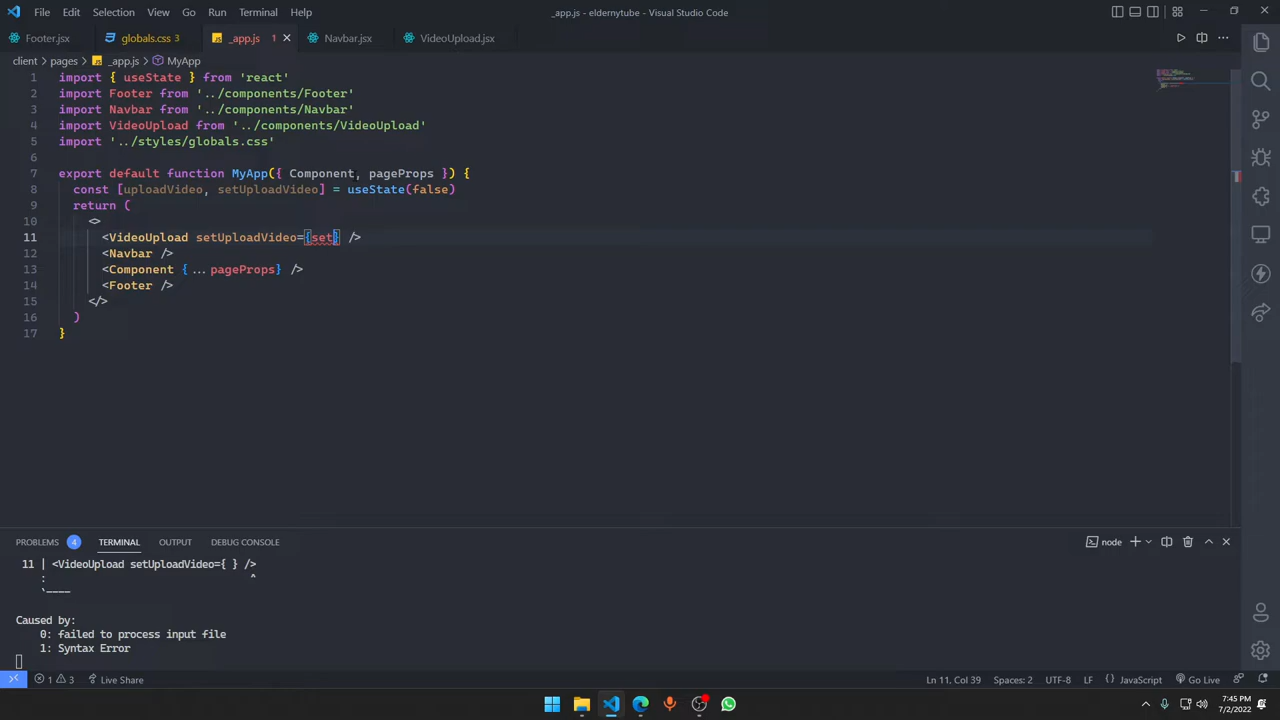 File Edit Selection View Go Run Terminal Help
_app.js - eldernytube - Visual Studio Code
Footer.jsx globals.css 3 _app.js 1 Navbar.jsx VideoUpload.jsx
client > pages > _app.js > MyApp
1 import { useState } from 'react'
2 import Footer from '../components/Footer'
3 import Navbar from '../components/Navbar'
4 import VideoUpload from '../components/VideoUpload'
5 import '../styles/globals.css'
6
7 export default function MyApp({ Component, pageProps }) {
8 const [uploadVideo, setUploadVideo] = useState(false)
9 return (
10 <>
11 <VideoUpload setUploadVideo={set} />
12 <Navbar />
13 <Component {...pageProps} />
14 <Footer />
15 </>
16 )
17 }
PROBLEMS 4 TERMINAL OUTPUT DEBUG CONSOLE node
11 | <VideoUpload setUploadVideo={ } />
: ^
`----
Caused by:
0: failed to process input file
1: Syntax Error
1 3 Live Share Ln 11, Col 39 Spaces: 2 UTF-8 LF {} JavaScript Go Live
7:45 PM
7/2/2022